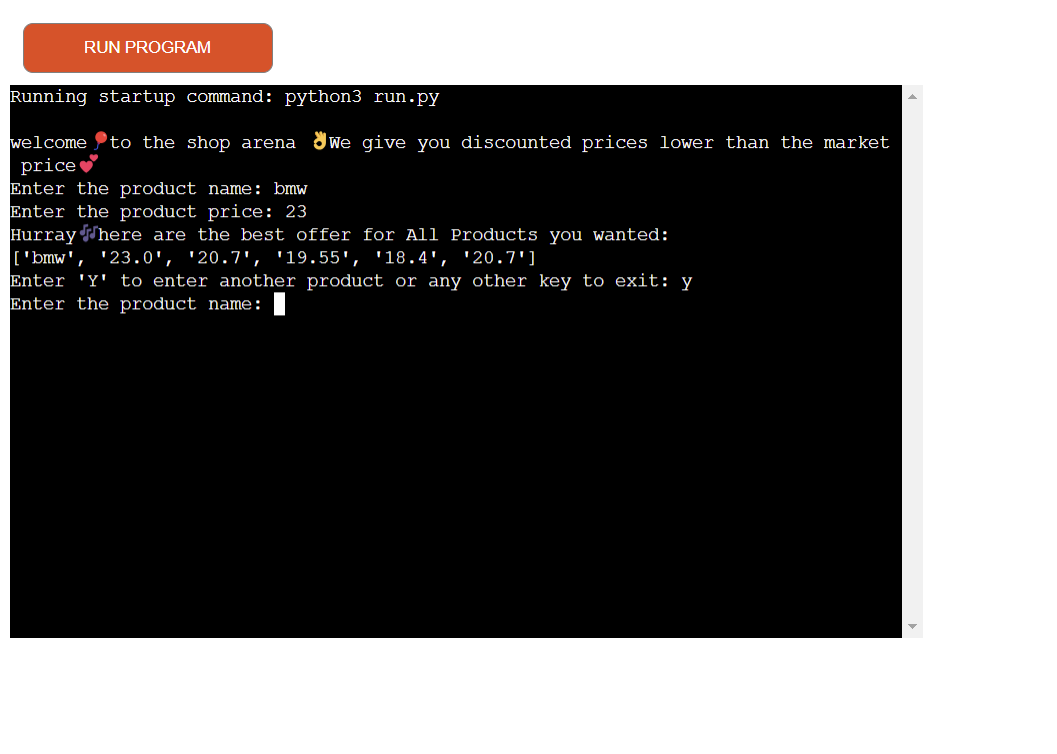 RUN PROGRAM
Running startup command: python3 run.py
welcome🎈to the shop arena 👌We give you discounted prices lower than the market
price💕
Enter the product name: bmw
Enter the product price: 23
Hurray🎶here are the best offer for All Products you wanted:
['bmw', '23.0', '20.7', '19.55', '18.4', '20.7']
Enter 'Y' to enter another product or any other key to exit: y
Enter the product name: